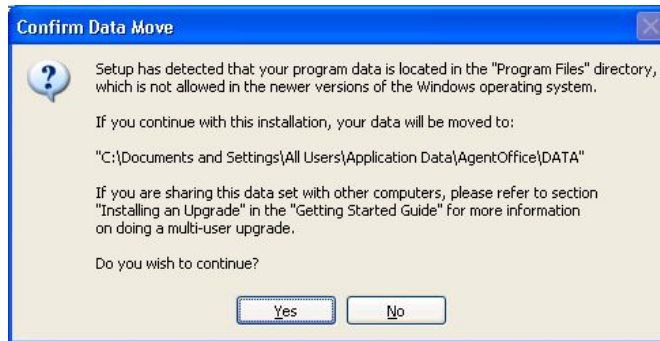 Confirm Data Move
Setup has detected that your program data is located in the "Program Files" directory,
which is not allowed in the newer versions of the Windows operating system.
If you continue with this installation, your data will be moved to:
"C:\Documents and Settings\All Users\Application Data\AgentOffice\DATA"
If you are sharing this data set with other computers, please refer to section
"Installing an Upgrade" in the "Getting Started Guide" for more information
on doing a multi-user upgrade.
Do you wish to continue?
Yes
No